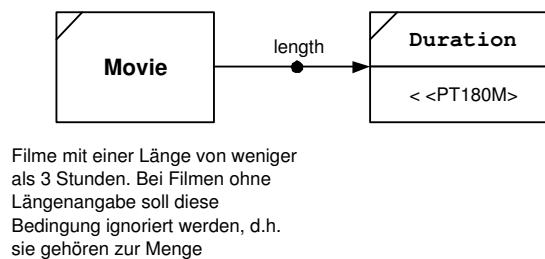 length
Movie
Duration
< <PT180M>
Filme mit einer Länge von weniger
als 3 Stunden. Bei Filmen ohne
Längenangabe soll diese
Bedingung ignoriert werden, d.h.
sie gehören zur Menge